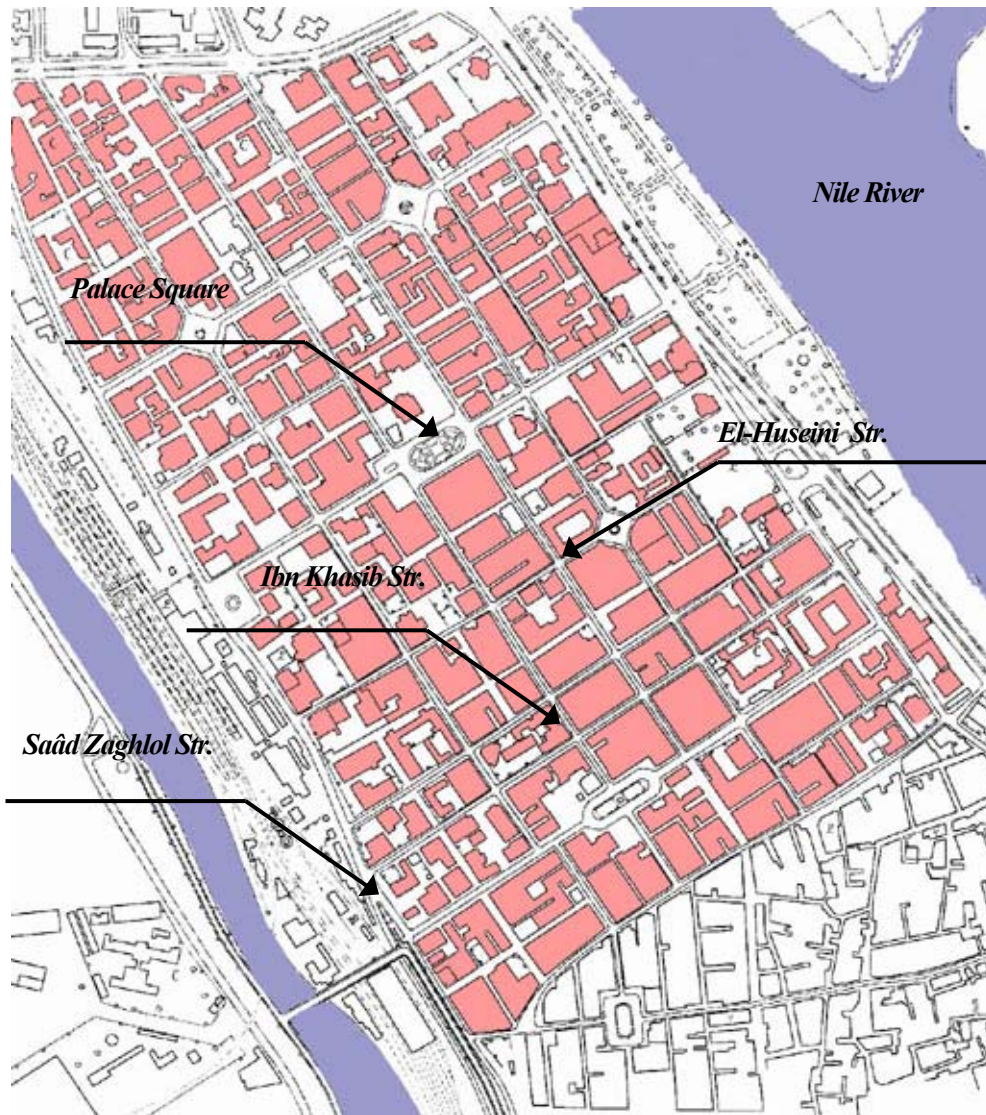 Nile River
Palace Square
El-Huseini Str.
Ibn Khasib Str.
Saâd Zaghlol Str.